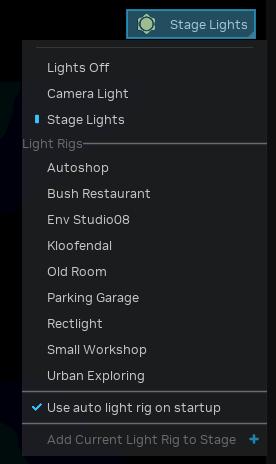 Stage Lights
Lights Off
Camera Light
Stage Lights
Light Rigs
Autoshop
Bush Restaurant
Env Studio08
Kloofendal
Old Room
Parking Garage
Rectlight
Small Workshop
Urban Exploring
Use auto light rig on startup
Add Current Light Rig to Stage